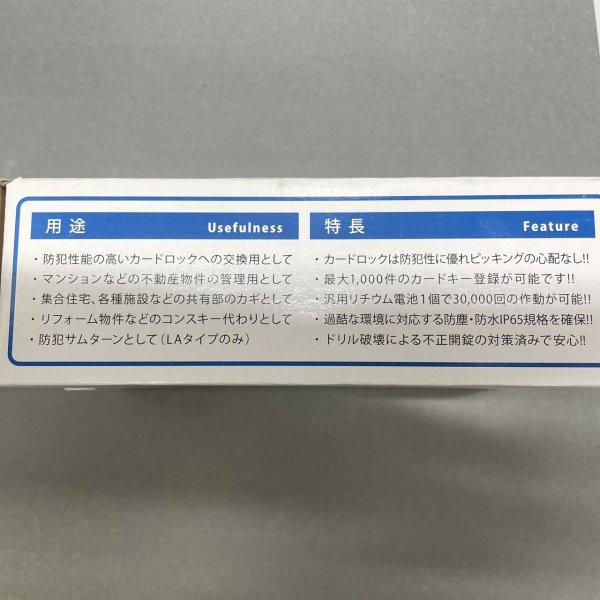 用途 Usefulness
・防犯性能の高いカードロックへの交換用として
・マンションなどの不動産物件の管理用として
・集合住宅、各種施設などの共有部のカギとして
・リフォーム物件などのコンスキー代わりとして
・防犯サムターンとして(LAタイプのみ)
特長 Feature
・カードロックは防犯性に優れピッキングの心配なし!!
・最大1,000件のカードキー登録が可能です!!
・汎用リチウム電池1個で30,000回の作動が可能!!
・過酷な環境に対応する防塵・防水IP65規格を確保!!
・ドリル破壊による不正開錠の対策済みで安心!!